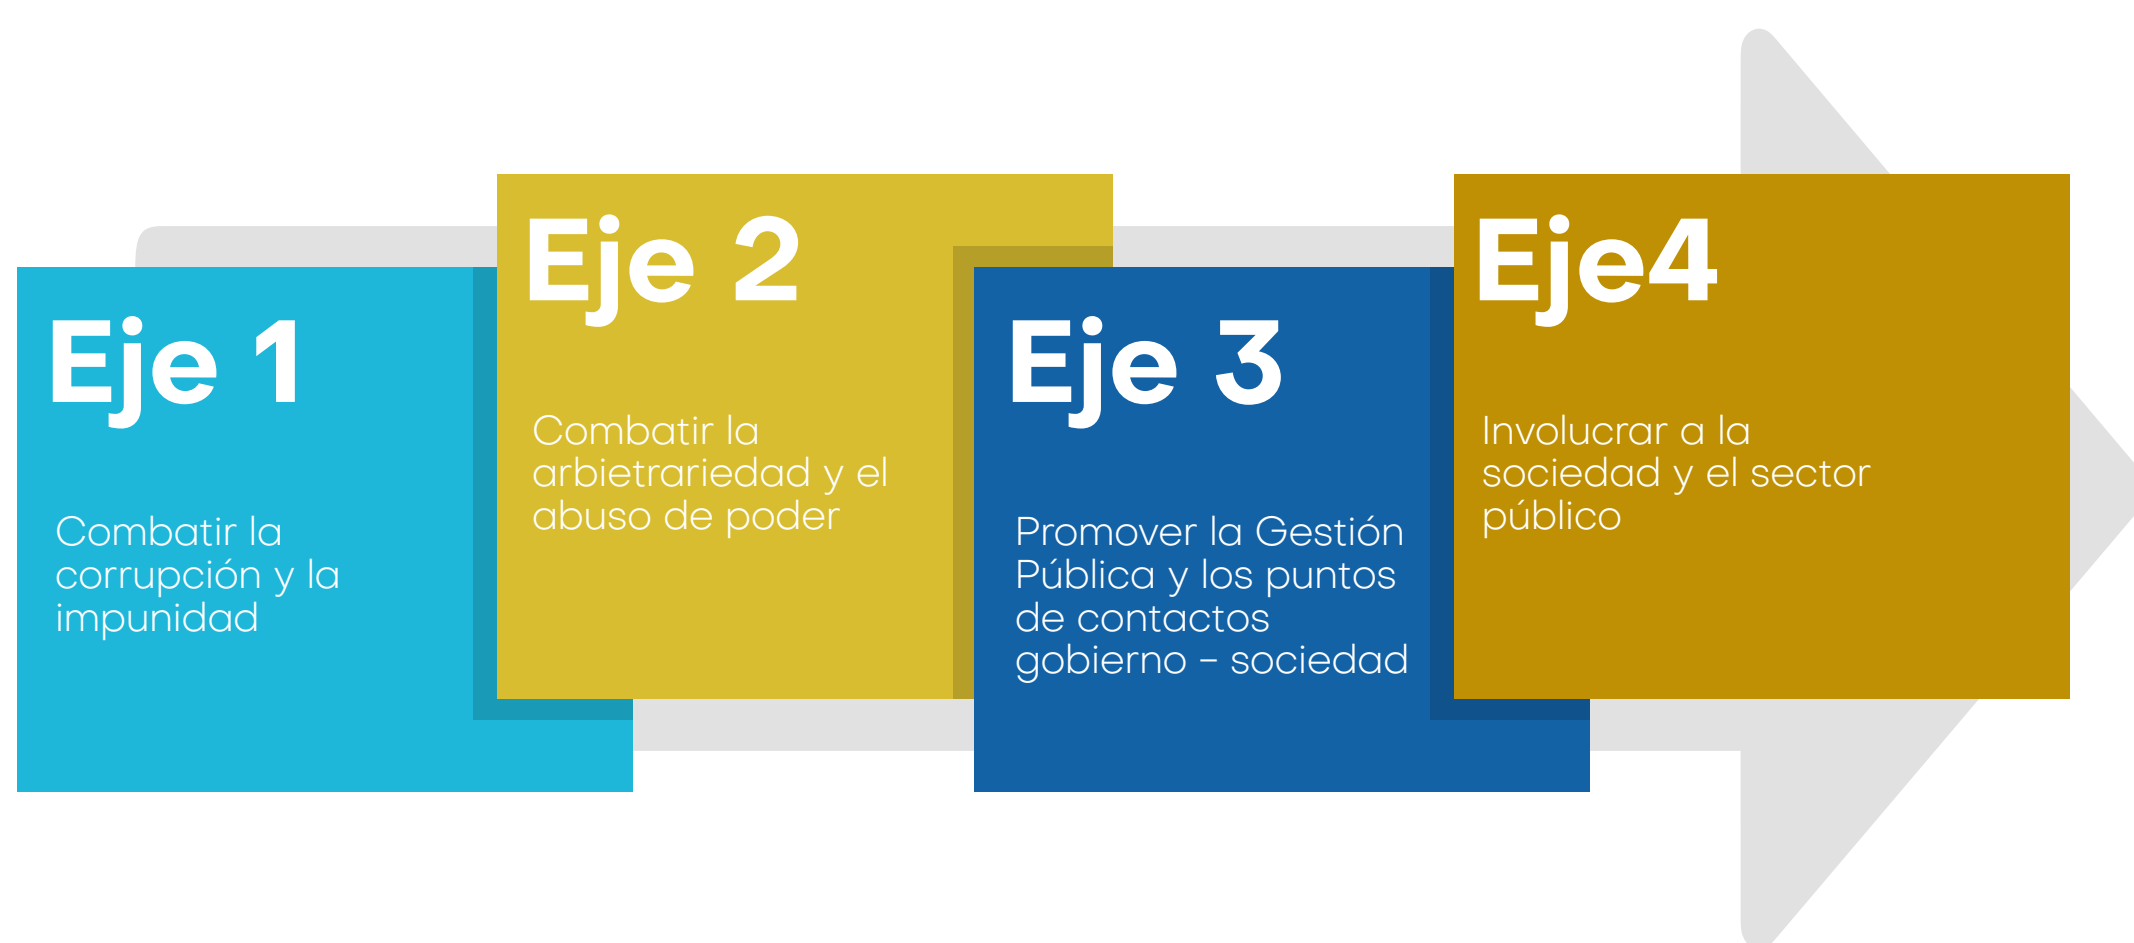 Eje 1
Combatir la
corrupción y la
impunidad
Eje 2
Combatir la
arbietrariedad y el
abuso de poder
Eje 3
Promover la Gestión
Pública y los puntos
de contactos
gobierno – sociedad
Eje4
Involucrar a la
sociedad y el sector
público